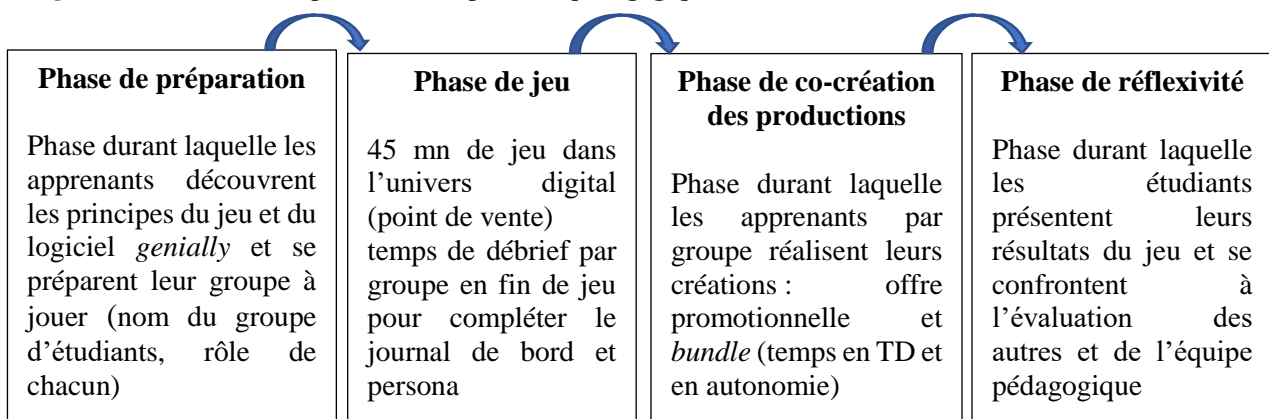 Phase de préparation
Phase durant laquelle les
apprenants découvrent
les principes du jeu et du
logiciel genially et se
préparent leur groupe à
jouer (nom du groupe
d’étudiants, rôle de
chacun)
Phase de jeu
45 mn de jeu dans
l’univers digital
(point de vente)
temps de débrief par
groupe en fin de jeu
pour compléter le
journal de bord et
persona
Phase de co-création
des productions
Phase durant laquelle
les apprenants par
groupe réalisent leurs
créations : offre
promotionnelle et
bundle (temps en TD et
en autonomie)
Phase de réflexivité
Phase durant laquelle
les étudiants
présentent leurs
résultats du jeu et se
confrontent à
l’évaluation des
autres et de l’équipe
pédagogique